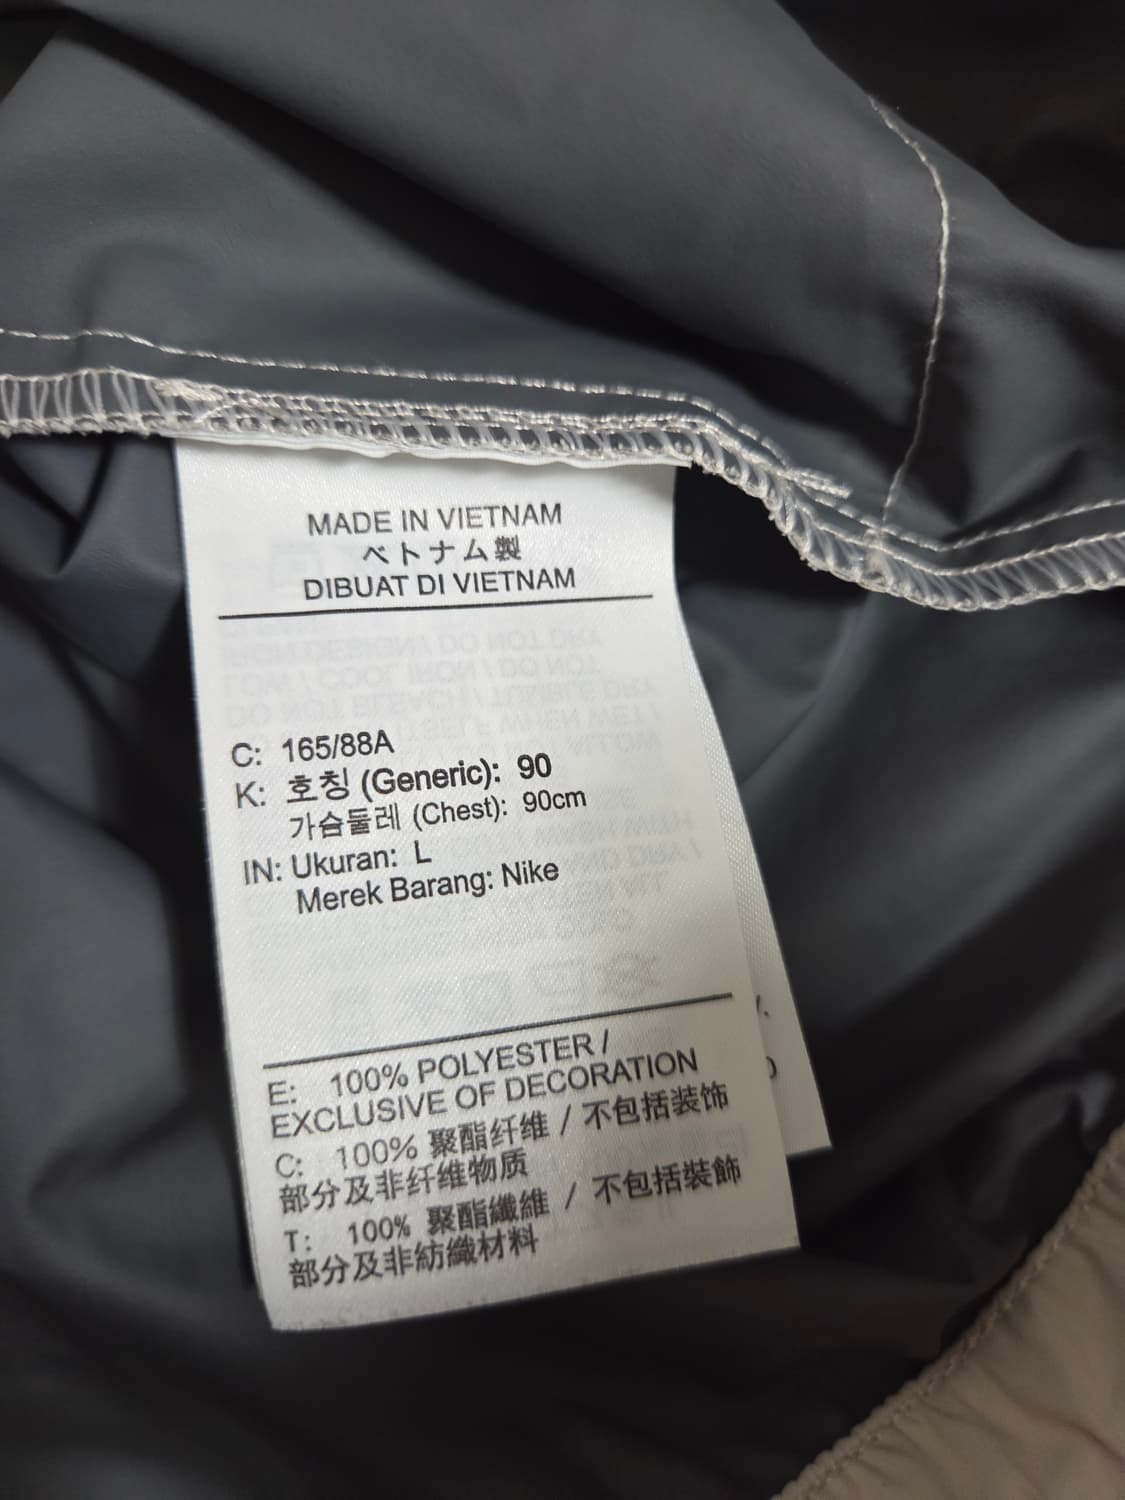 MADE IN VIETNAM
ベトナム製
DIBUAT DI VIETNAM
C: 165/88A
K: 호칭 (Generic): 90
가슴둘레 (Chest): 90cm
IN: Ukuran: L
Merek Barang: Nike
E: 100% POLYESTER /
EXCLUSIVE OF DECORATION
C: 100% 聚酯纤维 / 不包括装饰
部分及非纤维物质
T: 100% 聚酯纖維 / 不包括裝飾
部分及非紡織材料